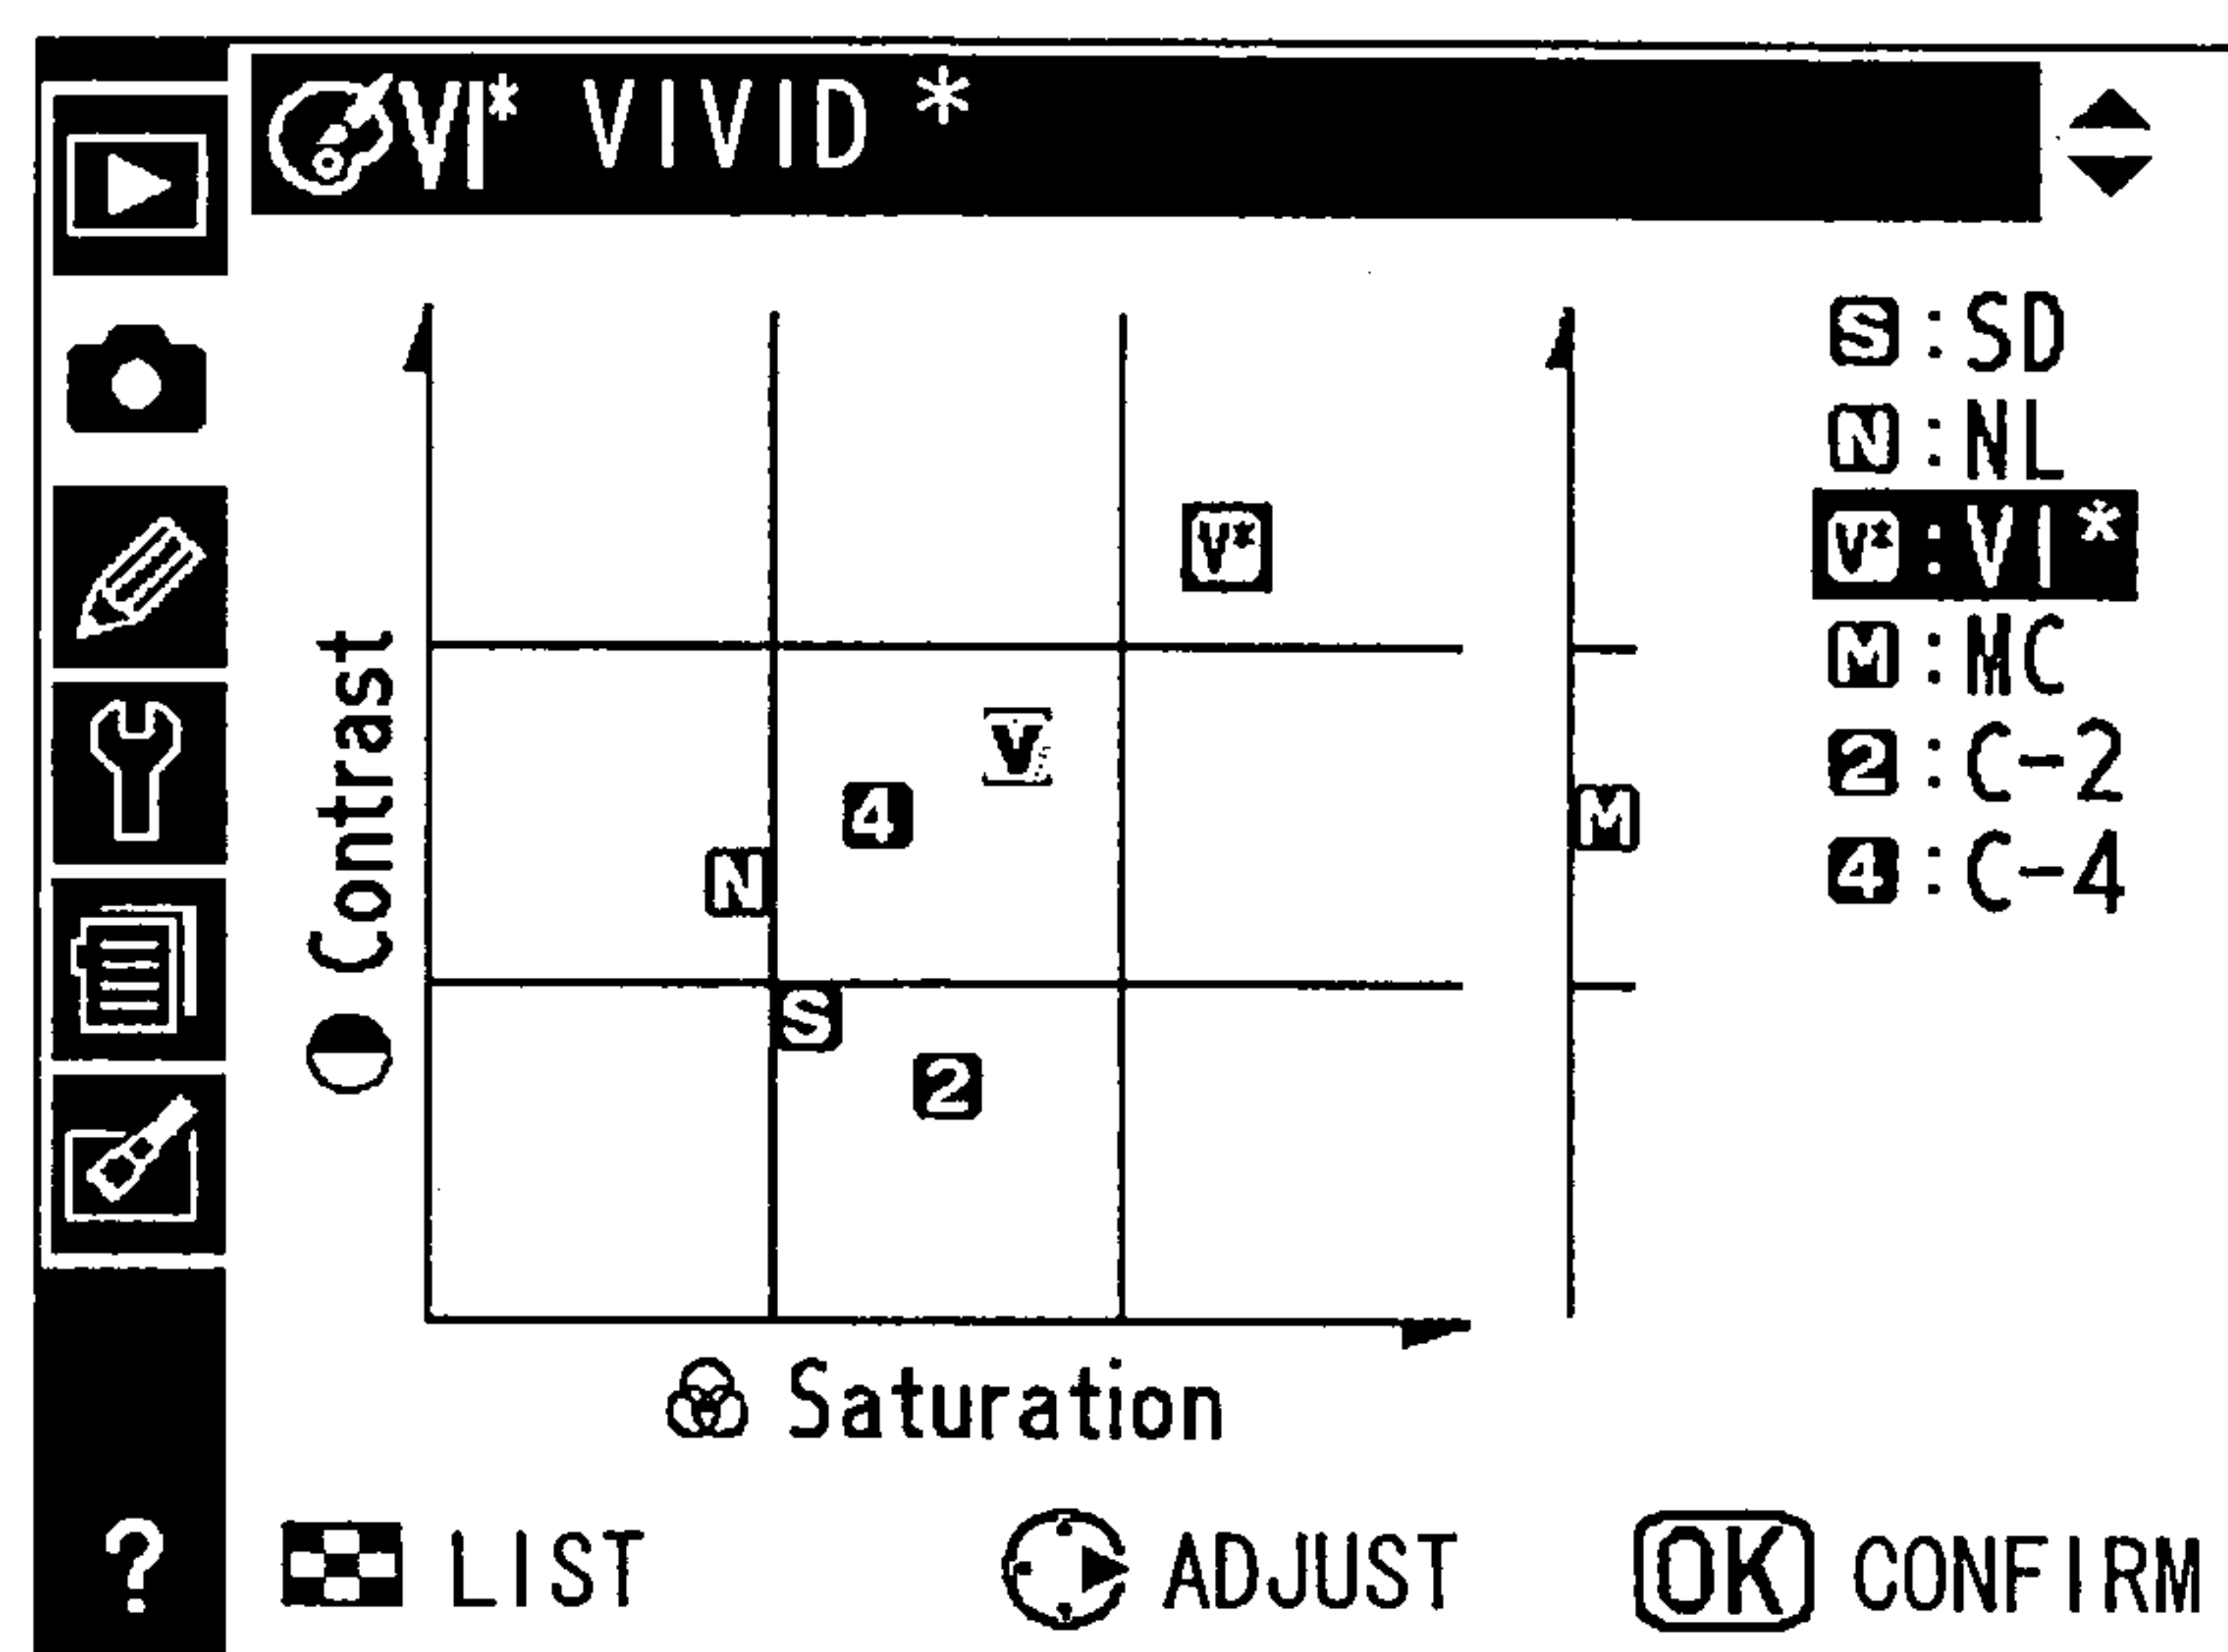 VI* VIVID *
S:SD
N:NL
V*:VI*
M:MC
2:C-2
4:C-4
V*
V
4
M
N
S
2
Contrast
Saturation
? LIST ADJUST OK CONFIRM